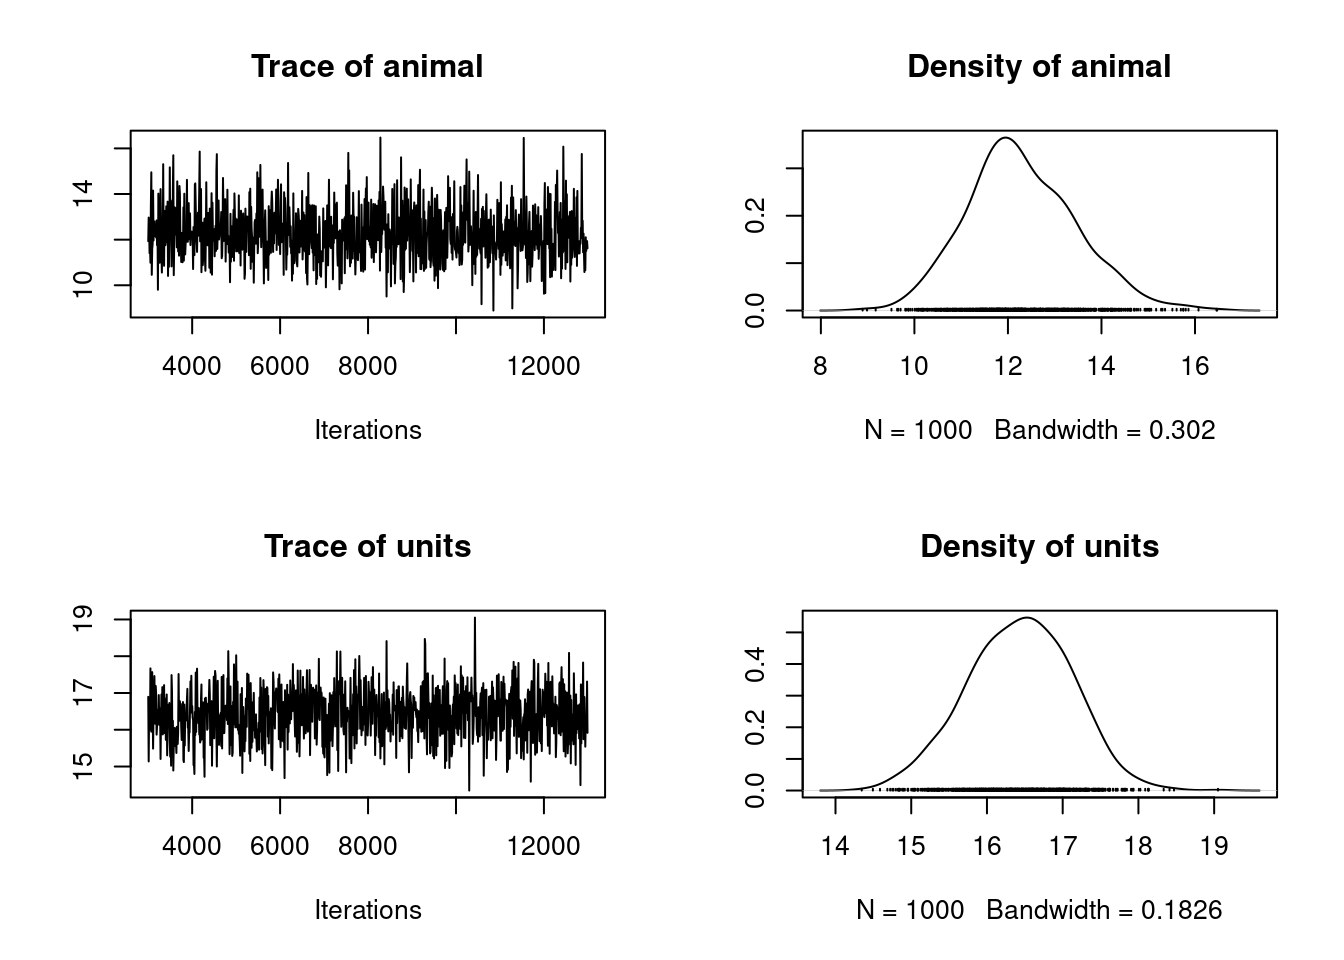 Trace of animal
14
10
4000 6000 8000 12000
Iterations
Density of animal
0.2
0.0
8 10 12 14 16
N = 1000 Bandwidth = 0.302
Trace of units
19
17
15
4000 6000 8000 12000
Iterations
Density of units
0.4
0.2
0.0
14 15 16 17 18 19
N = 1000 Bandwidth = 0.1826